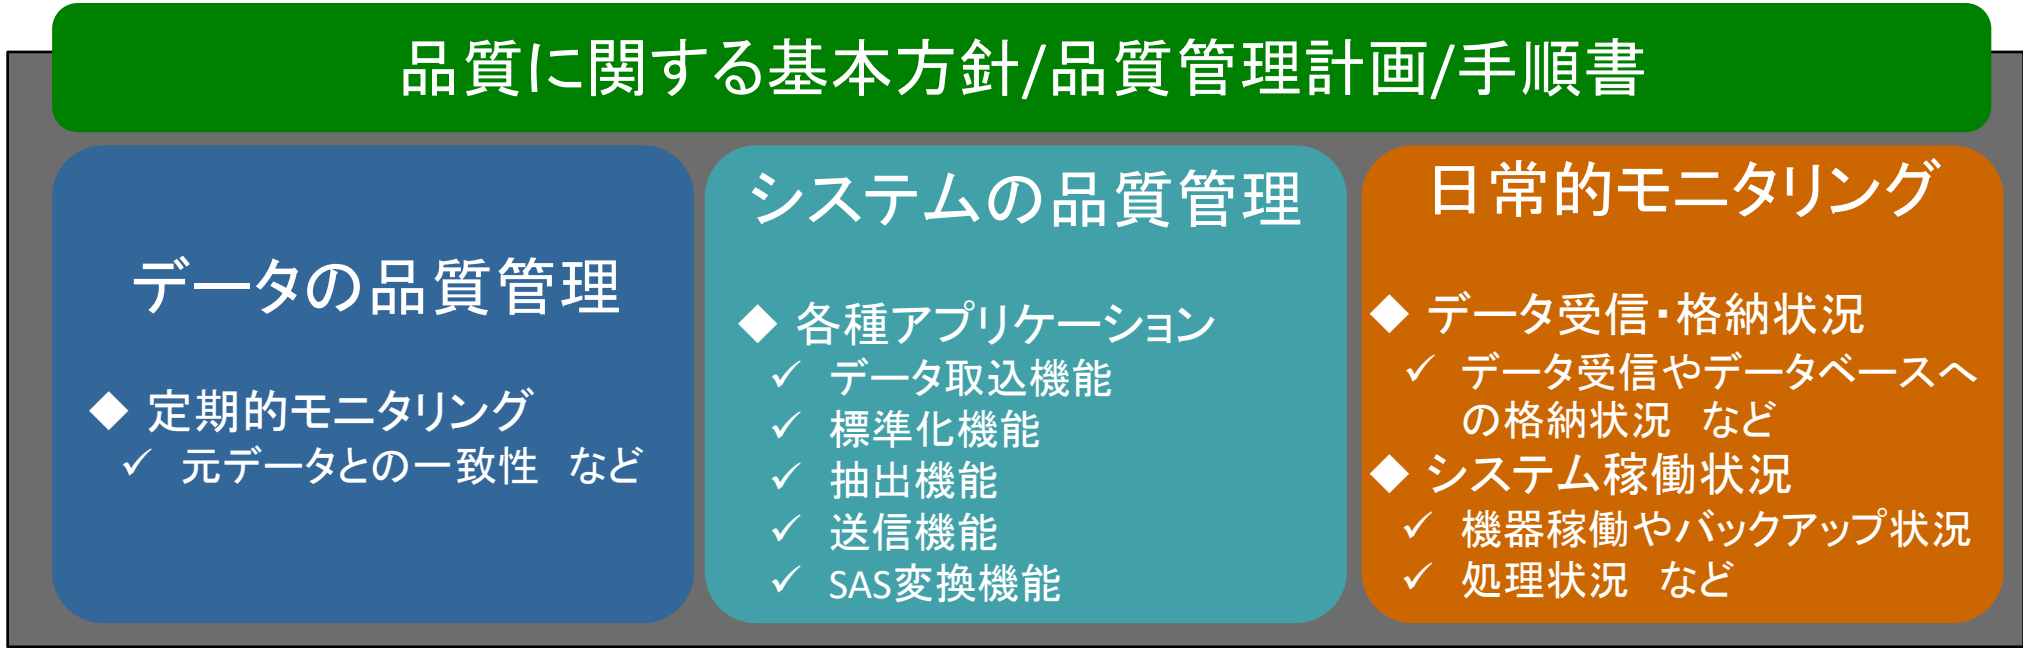 品質に関する基本方針/品質管理計画/手順書
データの品質管理
◆ 定期的モニタリング
✓ 元データとの一致性　など
システムの品質管理
◆ 各種アプリケーション
✓ データ取込機能
✓ 標準化機能
✓ 抽出機能
✓ 送信機能
✓ SAS変換機能
日常的モニタリング
◆ データ受信・格納状況
✓ データ受信やデータベースへ
の格納状況　など
◆ システム稼働状況
✓ 機器稼働やバックアップ状況
✓ 処理状況　など